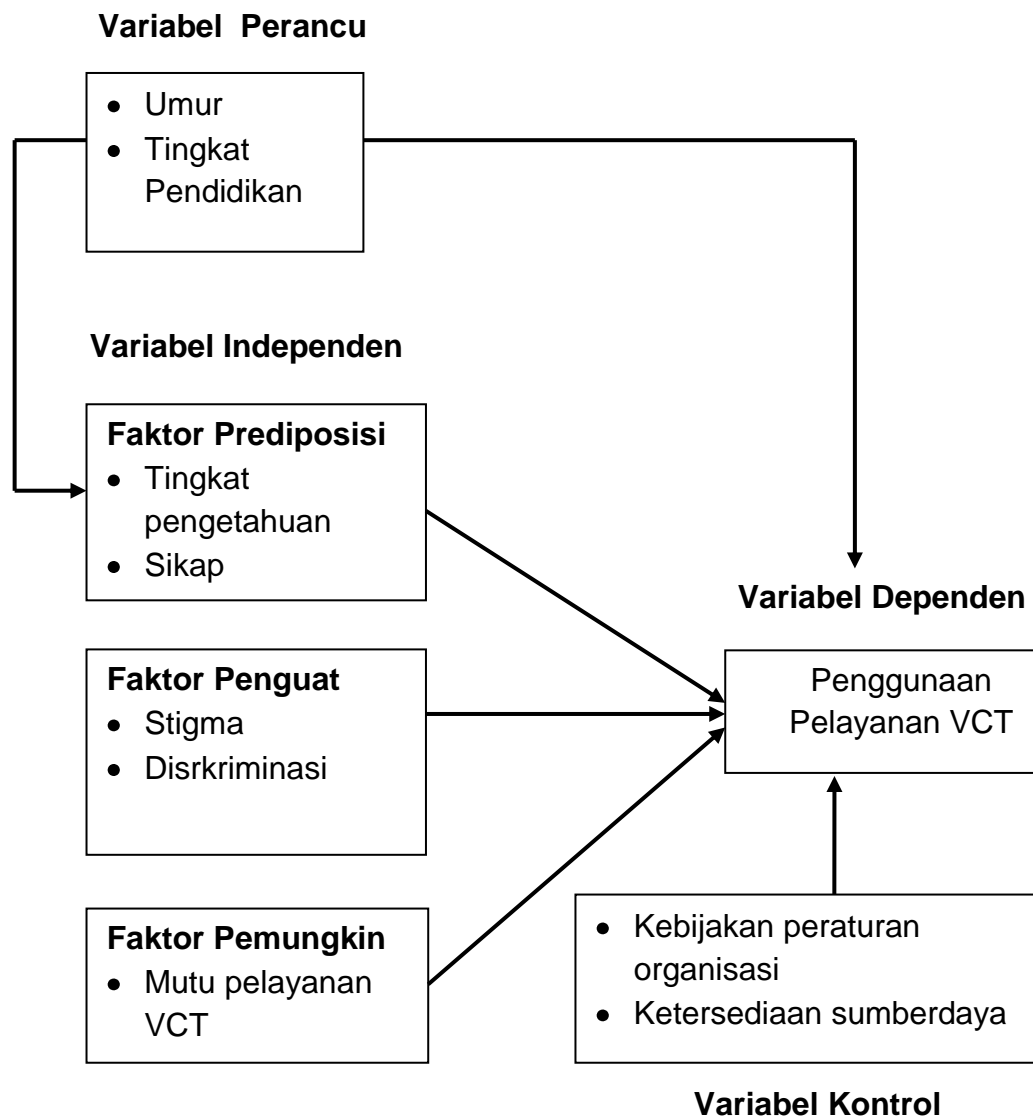 Variabel  Perancu
• Umur
• Tingkat
Pendidikan
Variabel Independen
Faktor Prediposisi
• Tingkat
pengetahuan
• Sikap
Faktor Penguat
• Stigma
• Disrkriminasi
Faktor Pemungkin
• Mutu pelayanan
VCT
Variabel Dependen
Penggunaan
Pelayanan VCT
• Kebijakan peraturan
organisasi
• Ketersediaan sumberdaya
Variabel Kontrol